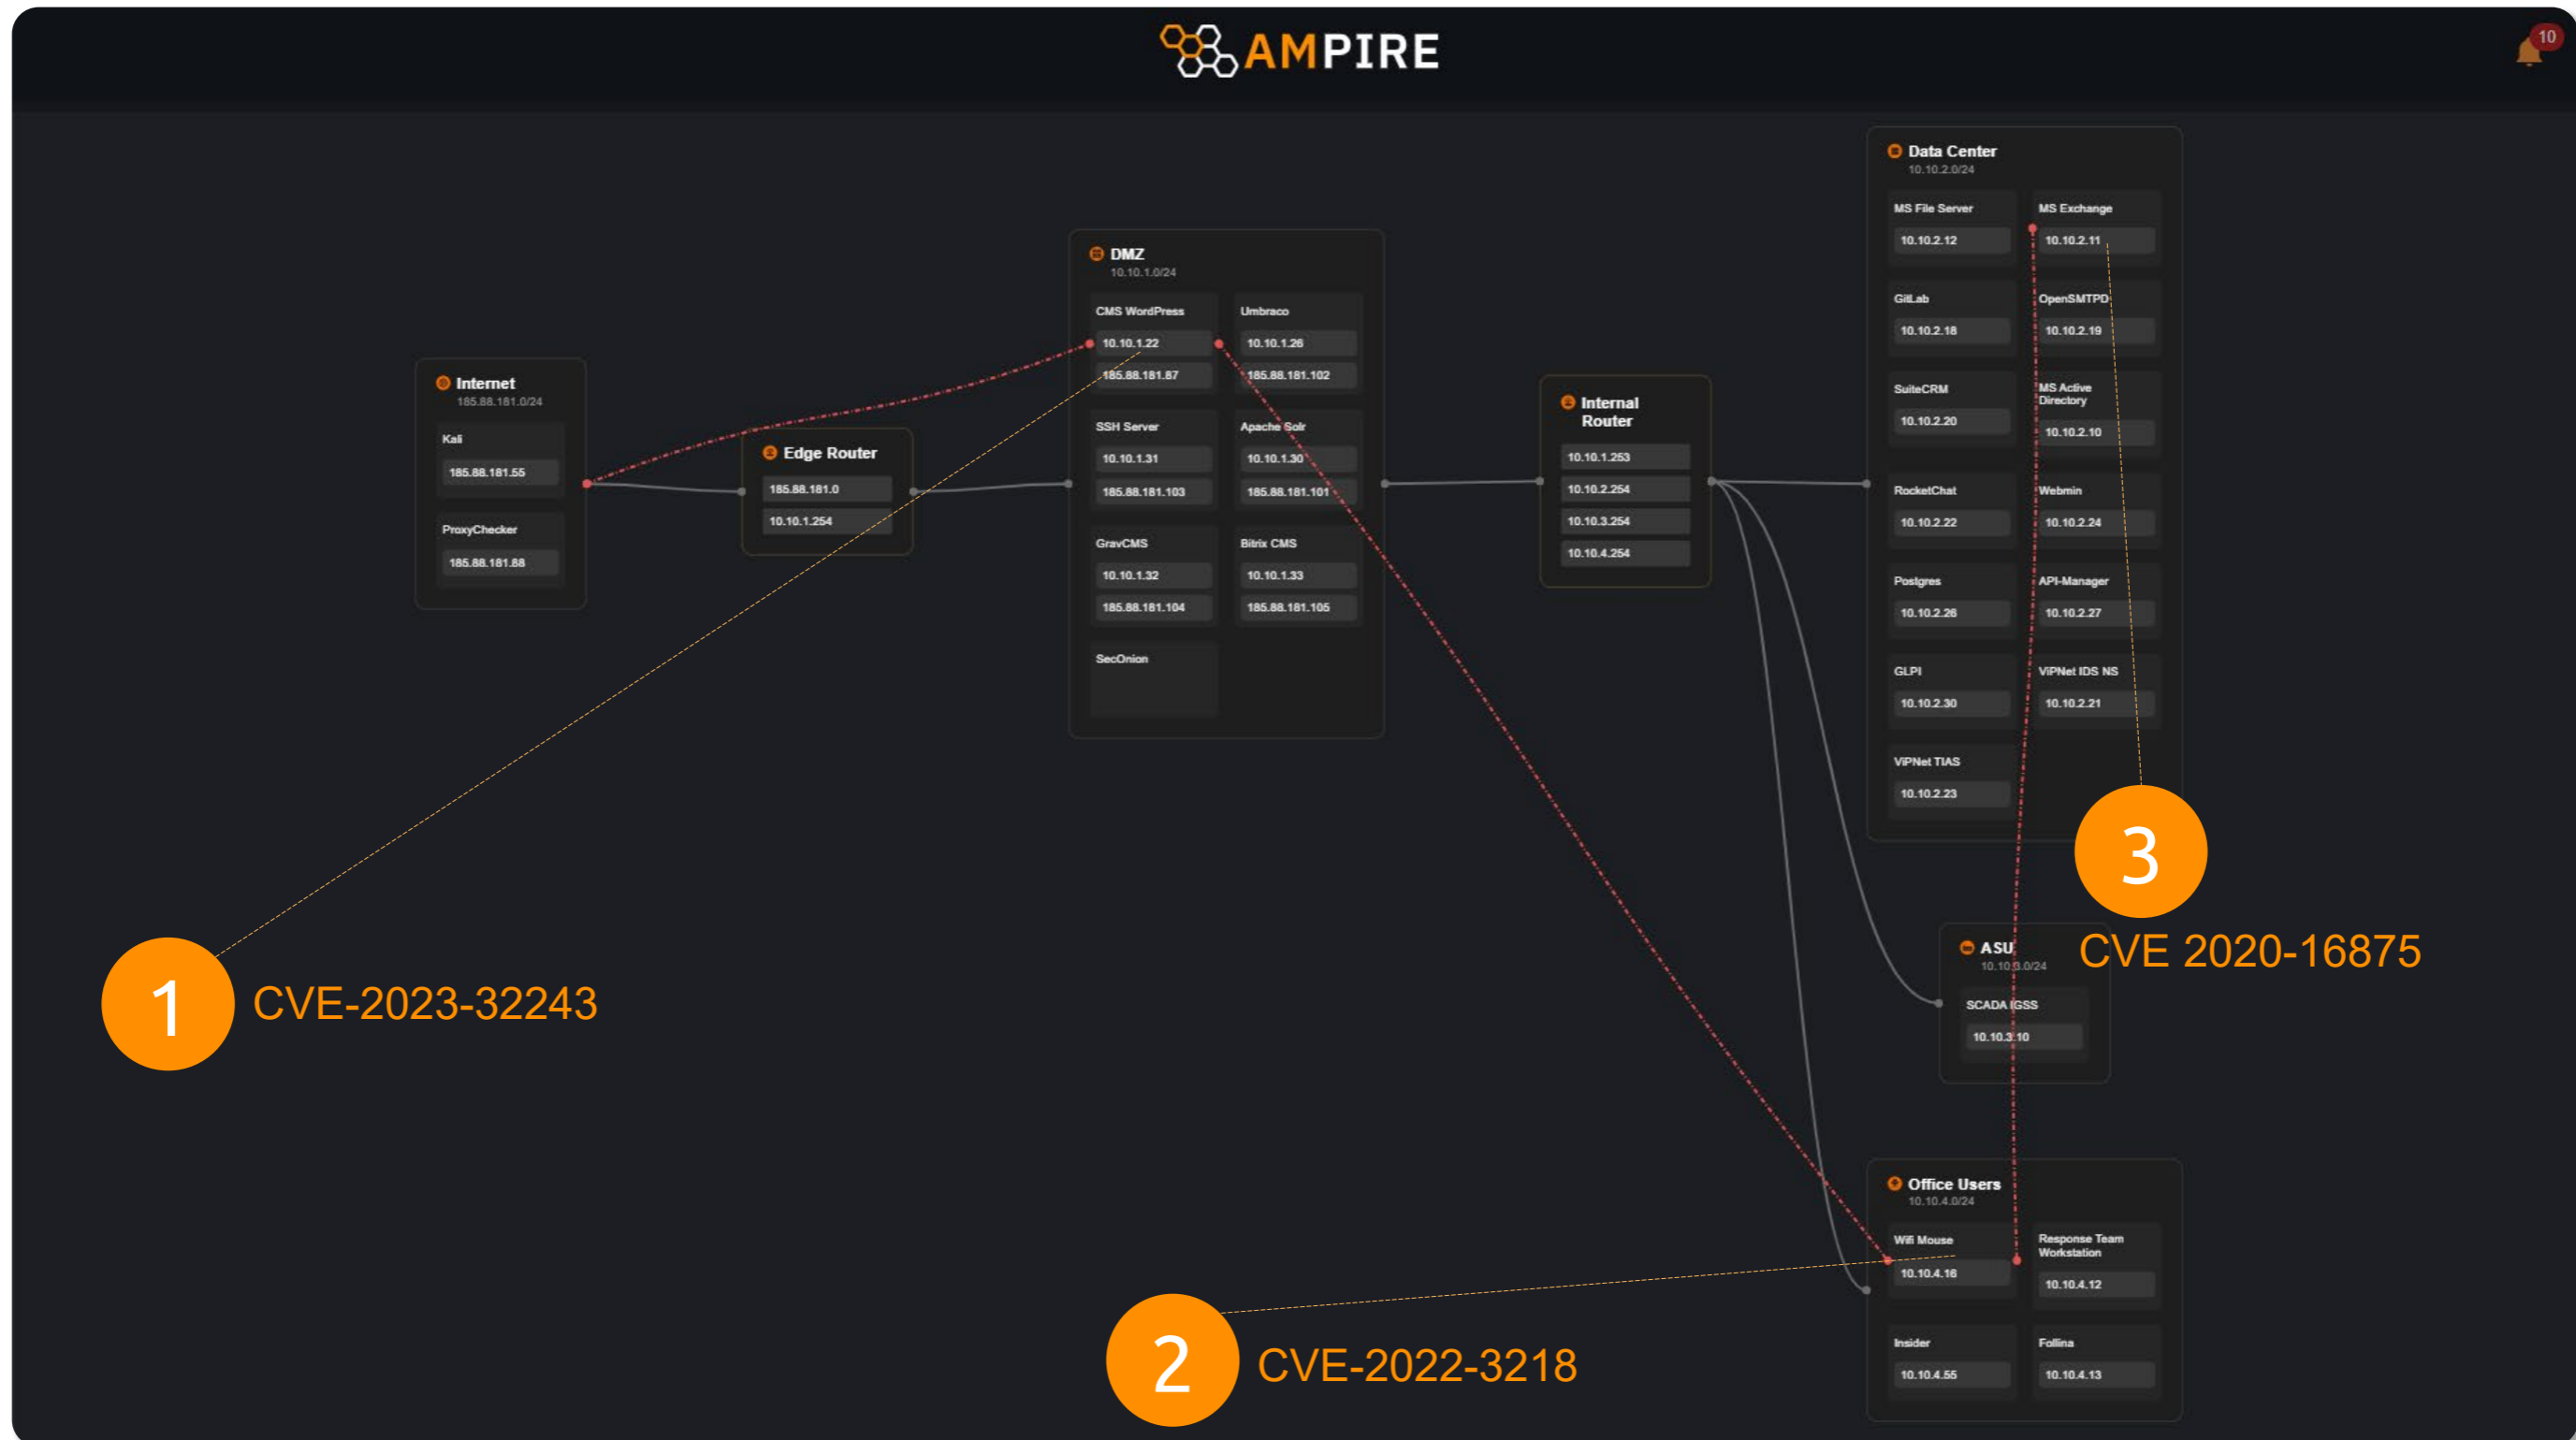 AMPIRE
10
Internet
185.88.181.0/24
Kali
185.88.181.55
ProxyChecker
185.88.181.88
Edge Router
185.88.181.0
10.10.1.254
DMZ
10.10.1.0/24
CMS WordPress
10.10.1.22
185.88.181.87
Umbraco
10.10.1.26
185.88.181.102
SSH Server
10.10.1.31
185.88.181.103
Apache Solr
10.10.1.30
185.88.181.101
GravCMS
10.10.1.32
185.88.181.104
Bitrix CMS
10.10.1.33
185.88.181.105
SecOnion
Internal
Router
10.10.1.253
10.10.2.254
10.10.3.254
10.10.4.254
Data Center
10.10.2.0/24
MS File Server
10.10.2.12
MS Exchange
10.10.2.11
GitLab
10.10.2.18
OpenSMTPD
10.10.2.19
SuiteCRM
10.10.2.20
MS Active
Directory
10.10.2.10
RocketChat
10.10.2.22
Webmin
10.10.2.24
Postgres
10.10.2.26
API-Manager
10.10.2.27
GLPI
10.10.2.30
ViPNet IDS NS
10.10.2.21
ViPNet TIAS
10.10.2.23
3
CVE 2020-16875
ASU
10.10.3.0/24
SCADA IGSS
10.10.3.10
1
CVE-2023-32243
Office Users
10.10.4.0/24
Wifi Mouse
10.10.4.16
Response Team
Workstation
10.10.4.12
Insider
10.10.4.55
Follina
10.10.4.13
2
CVE-2022-3218